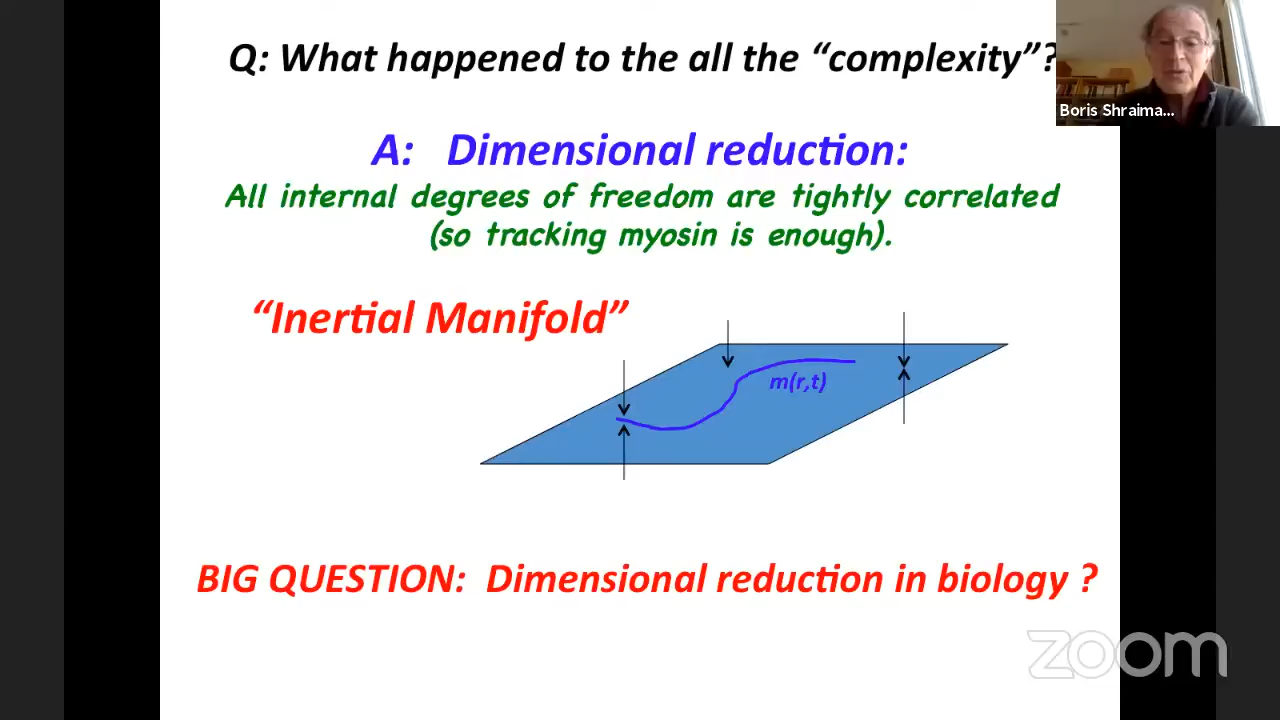 Q: What happened to the all the “complexity”?
Boris Shraima...
A: Dimensional reduction:
All internal degrees of freedom are tightly correlated
(so tracking myosin is enough).
“Inertial Manifold”
m(r,t)
BIG QUESTION: Dimensional reduction in biology ?
zoom